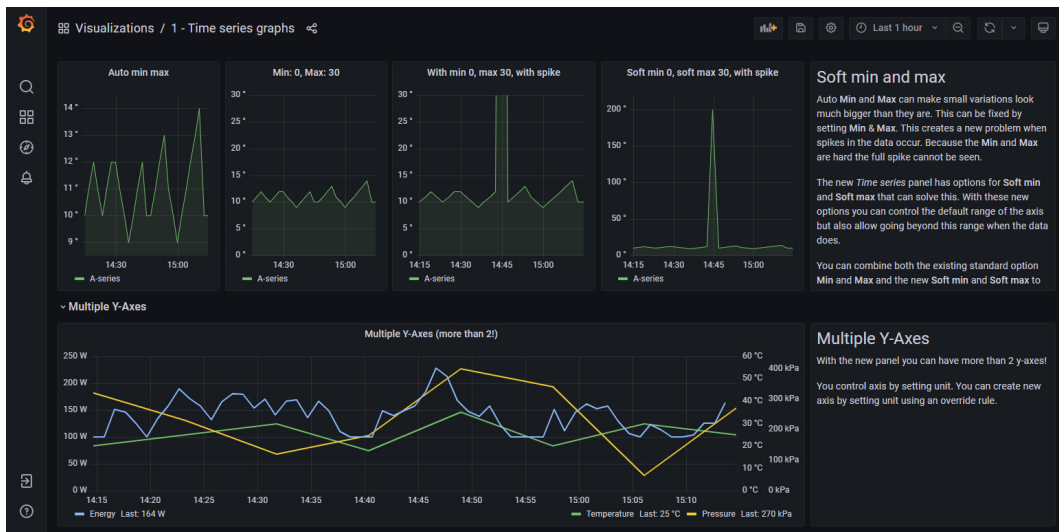 Visualizations / 1 - Time series graphs
Last 1 hour
Auto min max
14 °
13 °
12 °
11 °
10 °
9 °
14:30 15:00
A-series
Min: 0, Max: 30
30 °
25 °
20 °
15 °
10 °
5 °
0 °
14:30 15:00
A-series
With min 0, max 30, with spike
30 °
25 °
20 °
15 °
10 °
5 °
0 °
14:15 14:30 14:45 15:00
A-series
Soft min 0, soft max 30, with spike
200 °
150 °
100 °
50 °
0 °
14:15 14:30 14:45 15:00
A-series
Soft min and max
Auto Min and Max can make small variations look
much bigger than they are. This can be fixed by
setting Min & Max. This creates a new problem when
spikes in the data occur. Because the Min and Max
are hard the full spike cannot be seen.
The new Time series panel has options for Soft min
and Soft max that can solve this. With these new
options you can control the default range of the axis
but also allow going beyond this range when the data
does.
You can combine both the existing standard option
Min and Max and the new Soft min and Soft max to
Multiple Y-Axes
Multiple Y-Axes (more than 2!)
250 W
200 W
150 W
100 W
50 W
0 W
60 °C
50 °C
40 °C
30 °C
20 °C
10 °C
0 °C
400 kPa
300 kPa
200 kPa
100 kPa
0 kPa
14:15 14:20 14:25 14:30 14:35 14:40 14:45 14:50 14:55 15:00 15:05 15:10
Energy Last: 164 W
Temperature Last: 25 °C Pressure Last: 270 kPa
Multiple Y-Axes
With the new panel you can have more than 2 y-axes!
You control axis by setting unit. You can create new
axis by setting unit using an override rule.